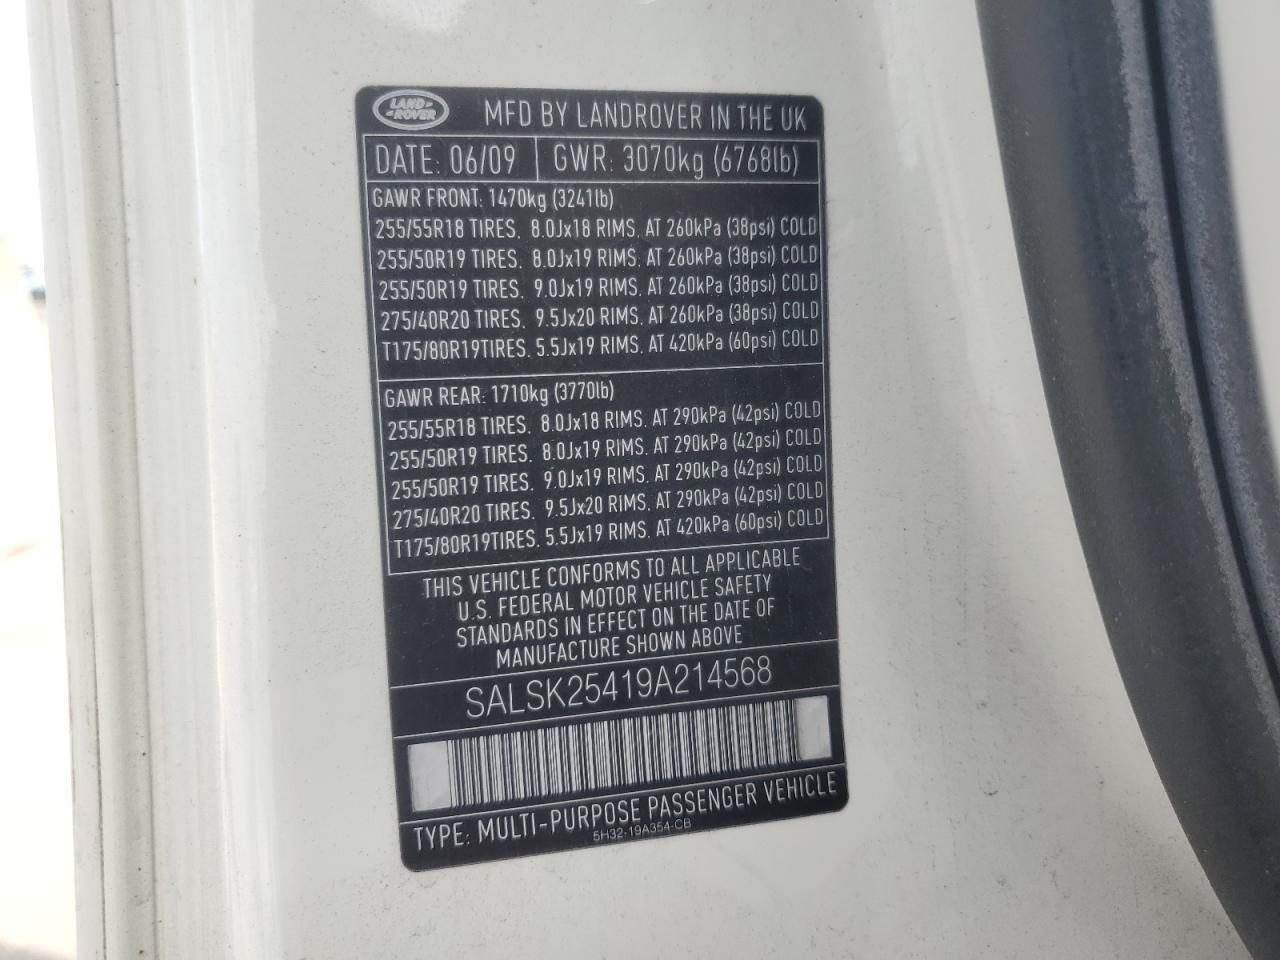 LAND ROVER
MFD BY LANDROVER IN THE UK
DATE: 06/09 GWR: 3070kg (6768lb)
GAWR FRONT: 1470kg (3241lb)
255/55R18 TIRES. 8.0Jx18 RIMS. AT 260kPa (38psi) COLD
255/50R19 TIRES. 8.0Jx19 RIMS. AT 260kPa (38psi) COLD
255/50R19 TIRES. 9.0Jx19 RIMS. AT 260kPa (38psi) COLD
275/40R20 TIRES. 9.5Jx20 RIMS. AT 260kPa (38psi) COLD
T175/80R19TIRES. 5.5Jx19 RIMS. AT 420kPa (60psi) COLD
GAWR REAR: 1710kg (3770lb)
255/55R18 TIRES. 8.0Jx18 RIMS. AT 290kPa (42psi) COLD
255/50R19 TIRES. 8.0Jx19 RIMS. AT 290kPa (42psi) COLD
255/50R19 TIRES. 9.0Jx19 RIMS. AT 290kPa (42psi) COLD
275/40R20 TIRES. 9.5Jx20 RIMS. AT 290kPa (42psi) COLD
T175/80R19TIRES. 5.5Jx19 RIMS. AT 420kPa (60psi) COLD
THIS VEHICLE CONFORMS TO ALL APPLICABLE
U.S. FEDERAL MOTOR VEHICLE SAFETY
STANDARDS IN EFFECT ON THE DATE OF
MANUFACTURE SHOWN ABOVE
SALSK25419A214568
TYPE: MULTI-PURPOSE PASSENGER VEHICLE
5H32-19A354-CB